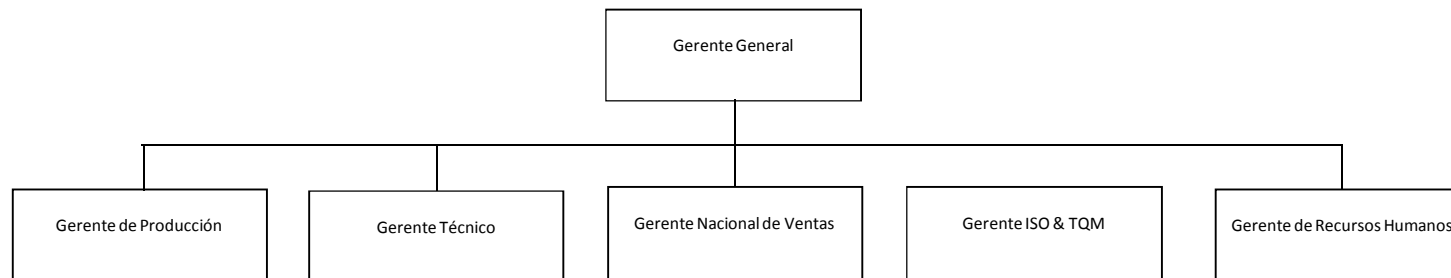 Gerente General
Gerente de Producción
Gerente Técnico
Gerente Nacional de Ventas
Gerente ISO & TQM
Gerente de Recursos Humanos